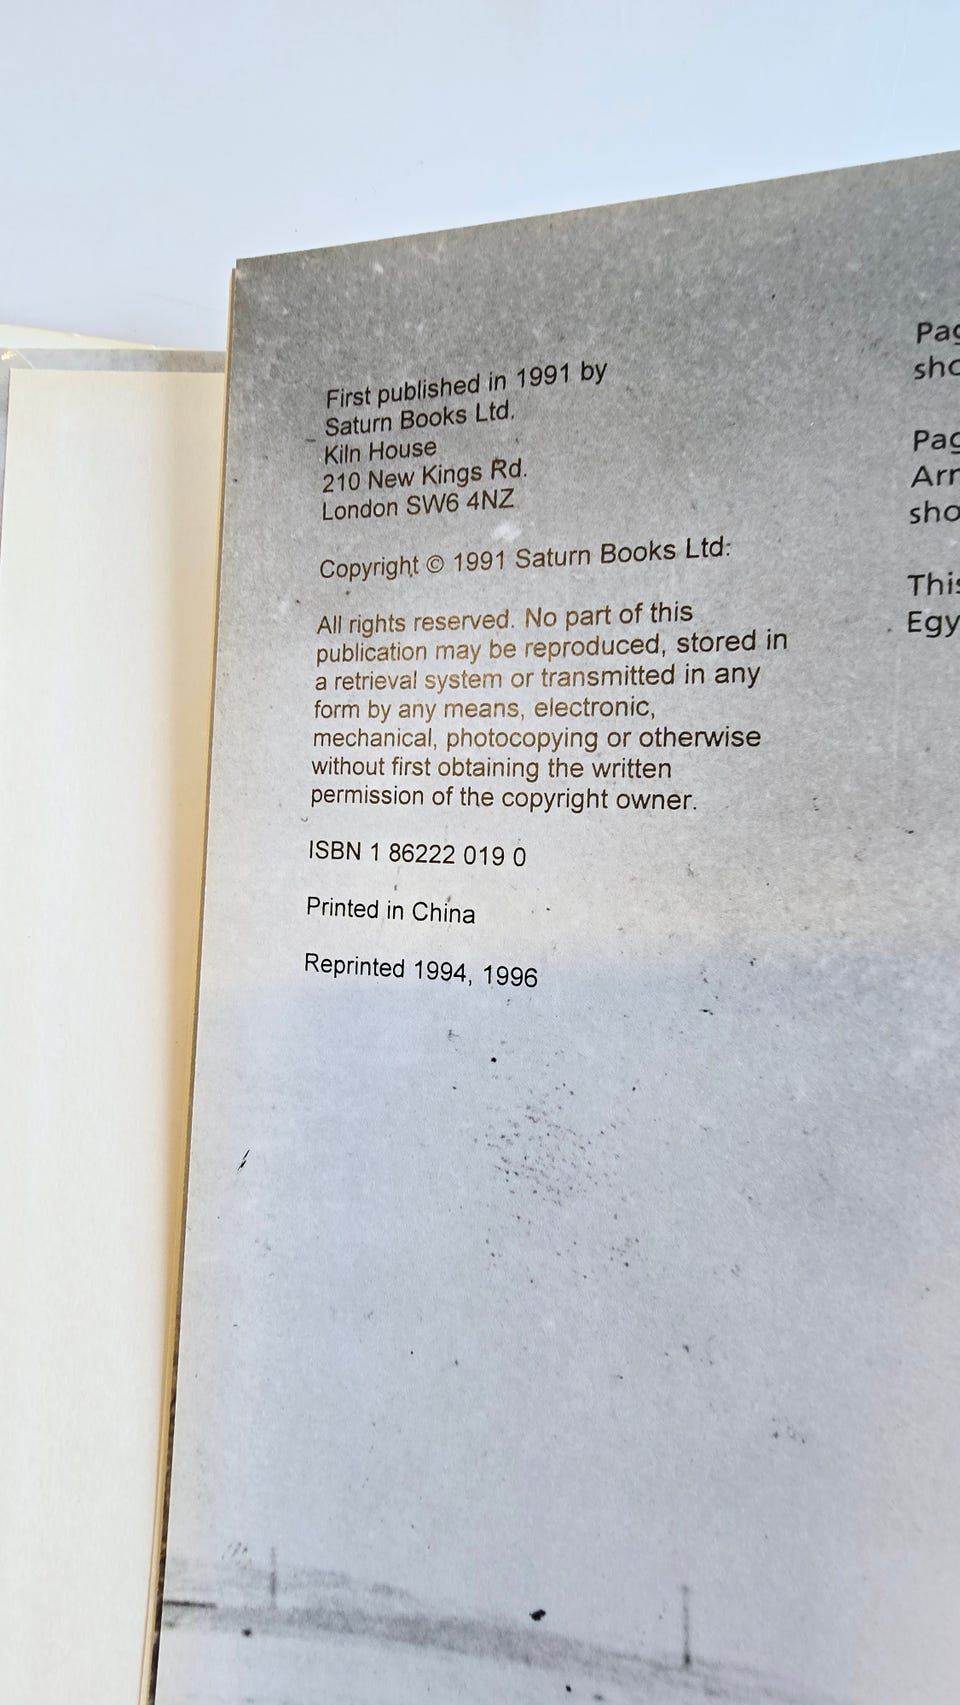 First published in 1991 by
Saturn Books Ltd.
Kiln House
210 New Kings Rd.
London SW6 4NZ
Copyright © 1991 Saturn Books Ltd.
All rights reserved. No part of this
publication may be reproduced, stored in
a retrieval system or transmitted in any
form by any means, electronic,
mechanical, photocopying or otherwise
without first obtaining the written
permission of the copyright owner.
ISBN 1 86222 019 0
Printed in China
Reprinted 1994, 1996